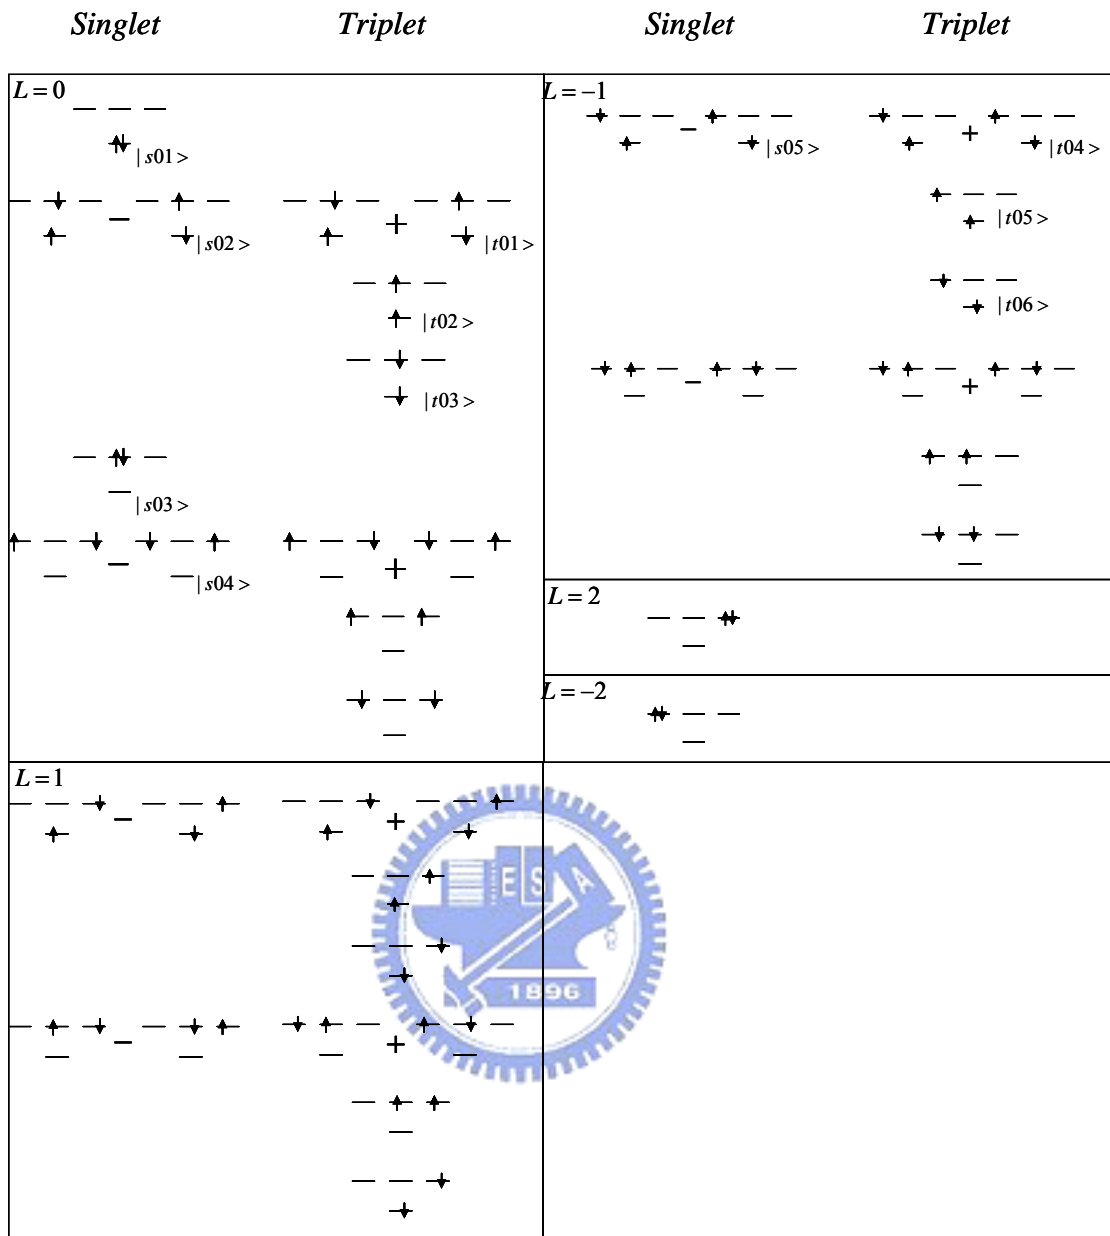 Singlet Triplet Singlet Triplet
L = 0
| s01 >
| s02 > | t01 >
| t02 >
| t03 >
| s03 >
| s04 >
L = −1
| s05 > | t04 >
| t05 >
| t06 >
L = 2
L = −2
L = 1
E S A
1896